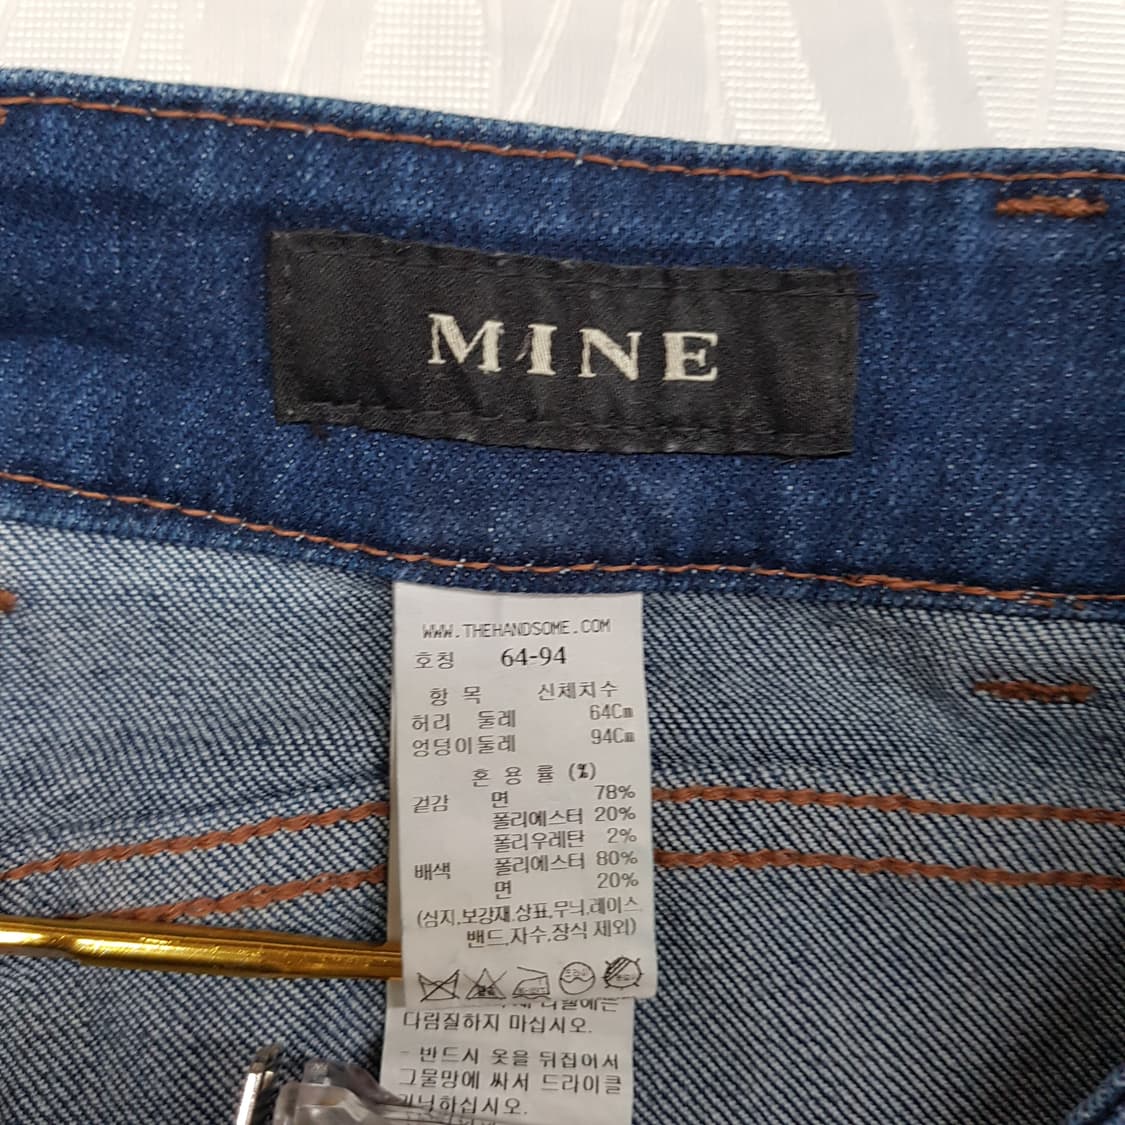 MINE
WWW.THEHANDSOME.COM
호칭 64-94
항 목 신체치수
허리 둘레 64Cm
엉덩이둘레 94Cm
혼 용 률 (%)
겉감 면 78%
폴리에스터 20%
폴리우레탄 2%
배색 폴리에스터 80%
면 20%
(심지,보강재,상표,무늬,레이스
밴드,자수,장식 제외)
다림질하지 마십시오.
- 반드시 옷을 뒤집어서
그물망에 싸서 드라이클
하십시오.